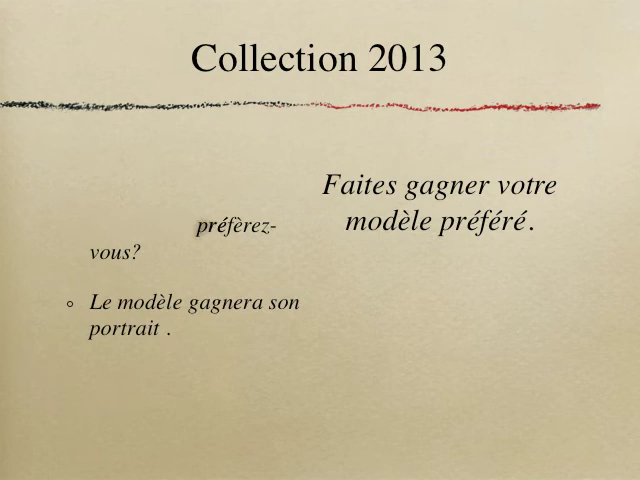 Collection 2013
préfèrez-
vous?
Le modèle gagnera son
portrait .
Faites gagner votre
modèle préféré.